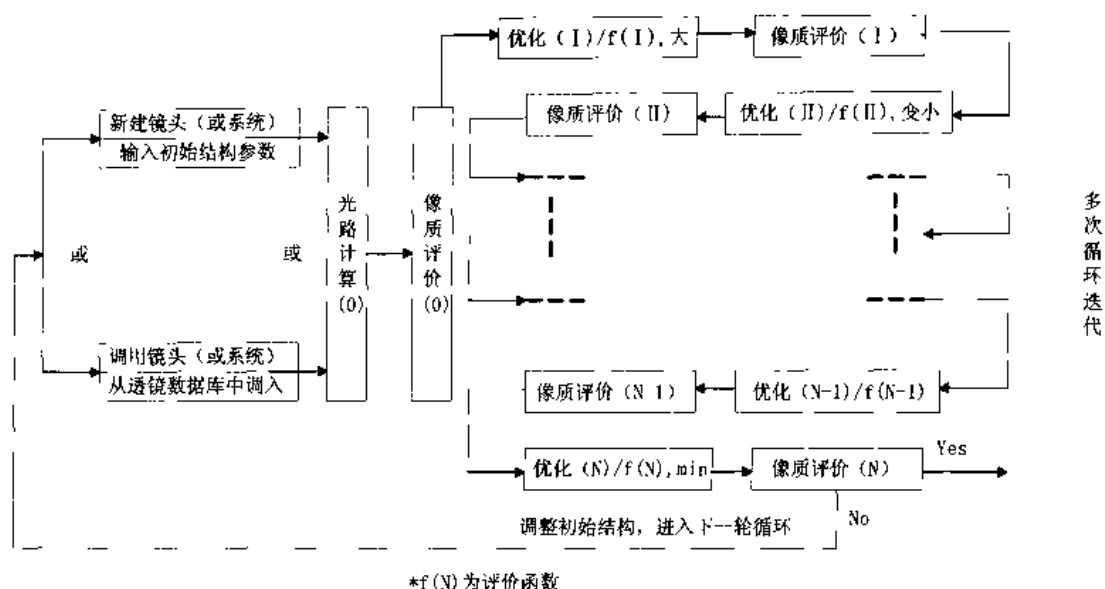 优化(I)/f(I),大
像质评价(I)
像质评价(II)
优化(II)/f(II),变小
新建镜头(或系统)
输入初始结构参数
或
或
光路计算(0)
像质评价(0)
多次循环迭代
调用镜头(或系统)
从透镜数据库中调入
像质评价(N-1)
优化(N-1)/f(N-1)
优化(N)/f(N),min
像质评价(N)
Yes
No
调整初始结构,进入下一轮循环
*f(N)为评价函数